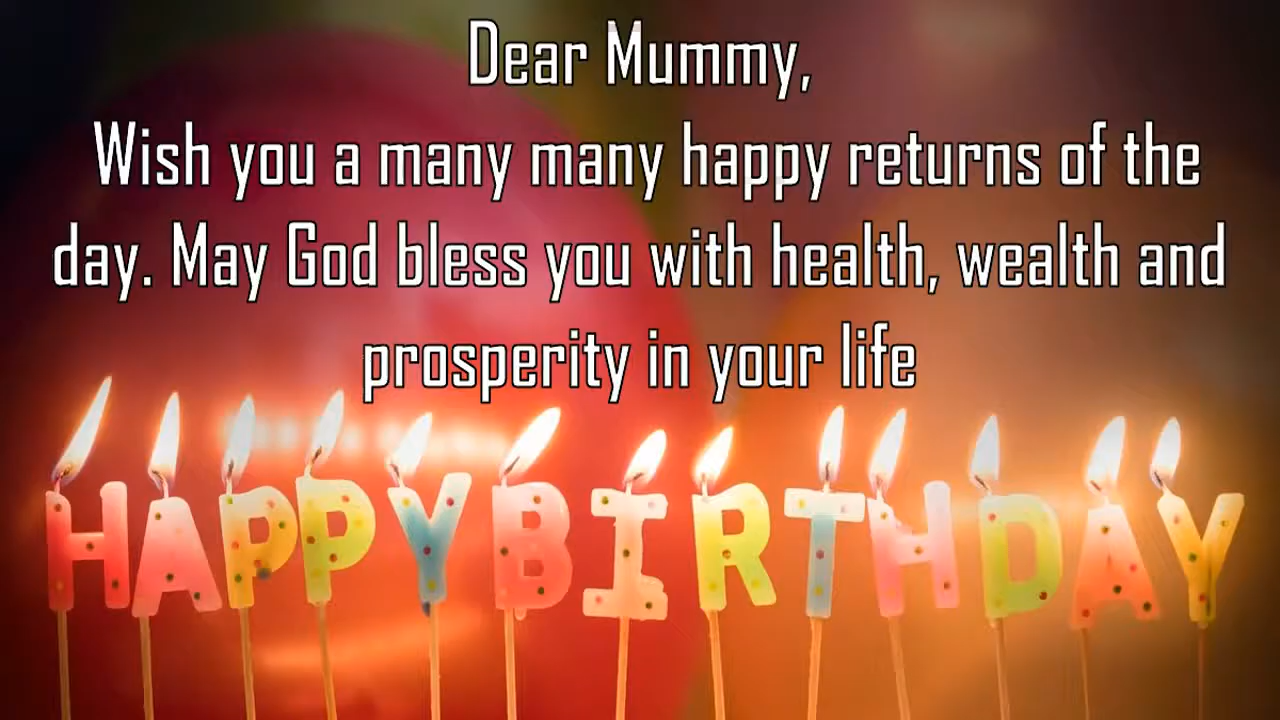 Dear Mummy,
Wish you a many many happy returns of the
day. May God bless you with health, wealth and
prosperity in your life
HAPPY BIRTHDAY